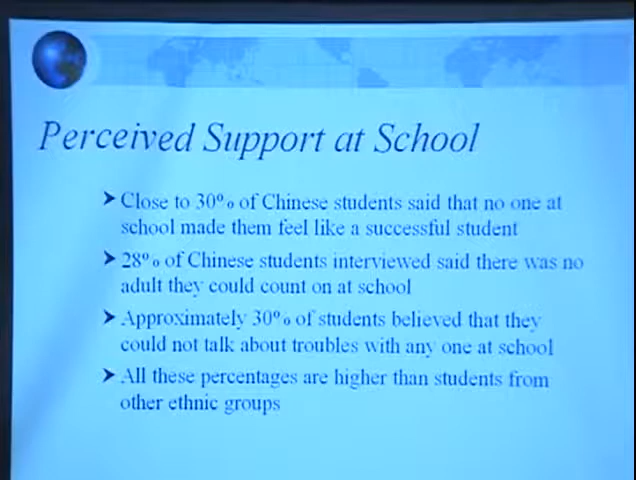 Perceived Support at School
Close to 30% of Chinese students said that no one at
school made them feel like a successful student
28% of Chinese students interviewed said there was no
adult they could count on at school
Approximately 30% of students believed that they
could not talk about troubles with any one at school
All these percentages are higher than students from
other ethnic groups